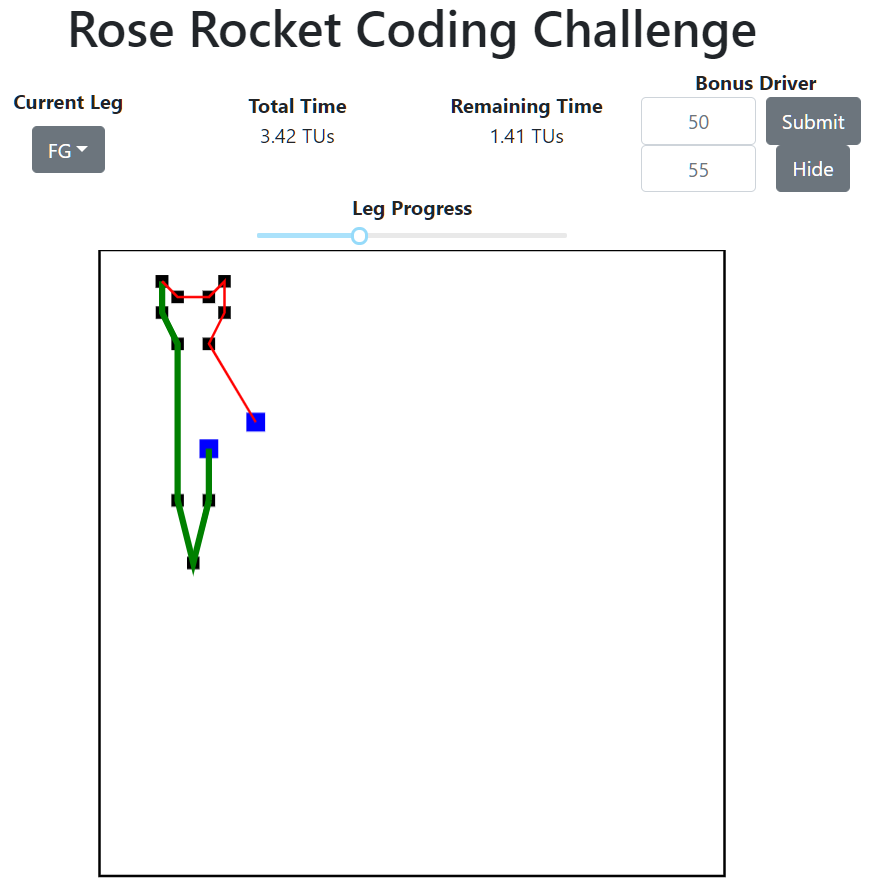 Rose Rocket Coding Challenge
Current Leg
FG
Total Time
3.42 TUs
Remaining Time
1.41 TUs
Bonus Driver
50
Submit
55
Hide
Leg Progress